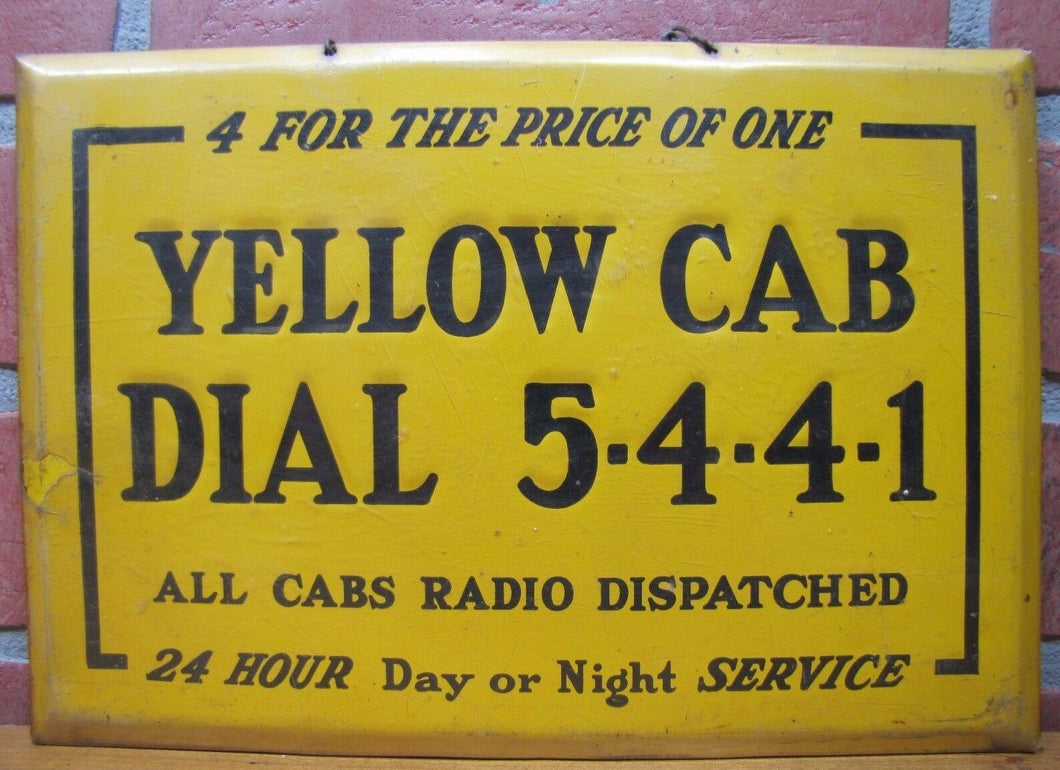 4 FOR THE PRICE OF ONE
YELLOW CAB
DIAL 5-4-4-1
ALL CABS RADIO DISPATCHED
24 HOUR Day or Night SERVICE